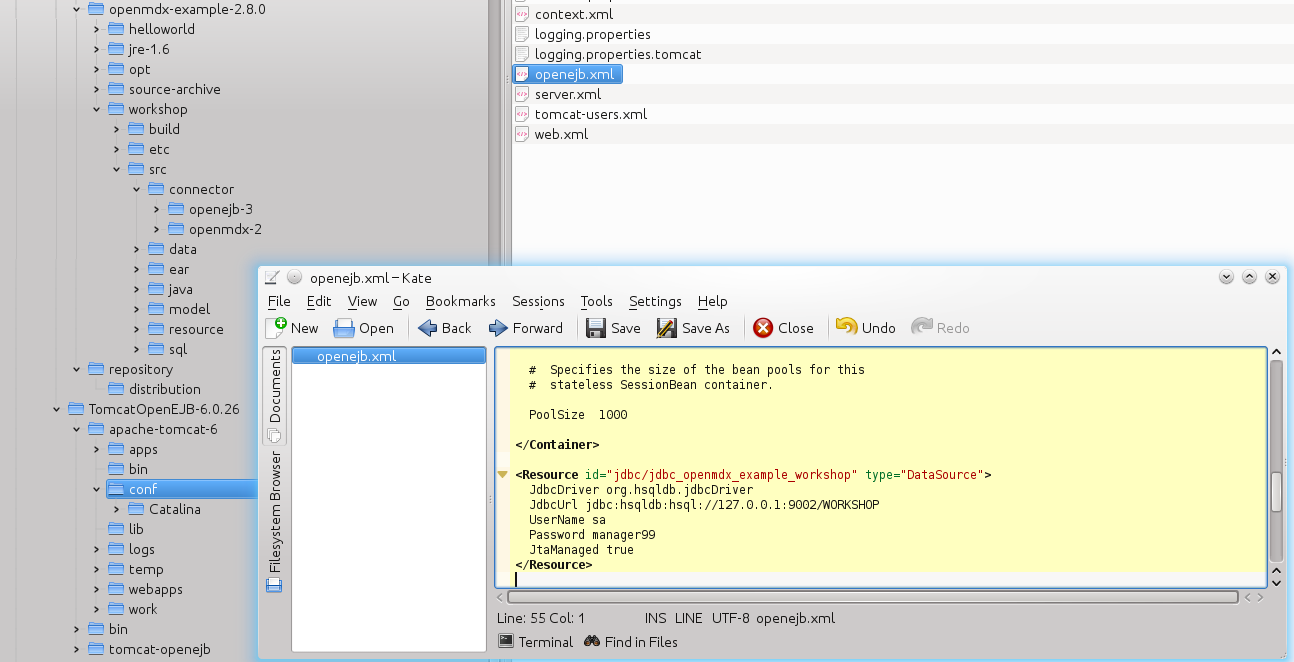 openmdx-example-2.8.0
helloworld
jre-1.6
opt
source-archive
workshop
build
etc
src
connector
openejb-3
openmdx-2
data
ear
java
model
resource
sql
repository
distribution
TomcatOpenEJB-6.0.26
apache-tomcat-6
apps
bin
conf
Catalina
lib
logs
temp
webapps
work
bin
tomcat-openejb
context.xml
logging.properties
logging.properties.tomcat
openejb.xml
server.xml
tomcat-users.xml
web.xml
openejb.xml – Kate
File Edit View Go Bookmarks Sessions Tools Settings Help
New Open Back Forward Save Save As Close Undo Redo
Documents
Filesystem Browser
openejb.xml
# Specifies the size of the bean pools for this
# stateless SessionBean container.
PoolSize 1000
</Container>
<Resource id="jdbc/jdbc_openmdx_example_workshop" type="DataSource">
JdbcDriver org.hsqldb.jdbcDriver
JdbcUrl jdbc:hsqldb:hsql://127.0.0.1:9002/WORKSHOP
UserName sa
Password manager99
JtaManaged true
</Resource>
Line: 55 Col: 1 INS LINE UTF-8 openejb.xml
Terminal Find in Files